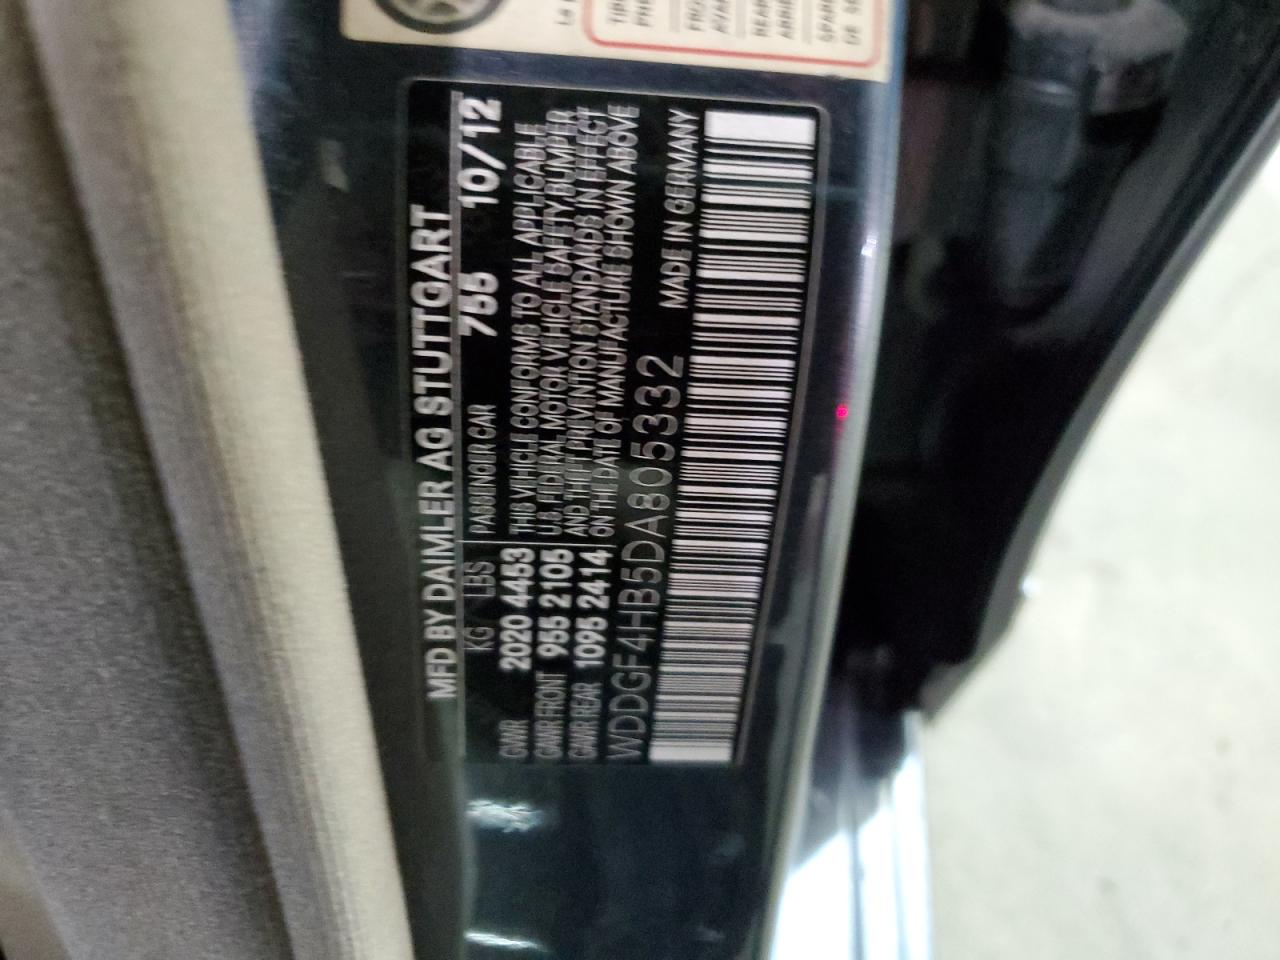 MFD BY DAIMLER AG STUTTGART
KG LBS PASSENGER CAR 755 10/12
GVWR 2020 4453 THIS VEHICLE CONFORMS TO ALL APPLICABLE
GAWR FRONT 955 2105 U.S. FEDERAL MOTOR VEHICLE SAFETY, BUMPER
GAWR REAR 1095 2414 AND THEFT PREVENTION STANDARDS IN EFFECT
ON THE DATE OF MANUFACTURE SHOWN ABOVE
WDDGF4HB5DA805332 MADE IN GERMANY